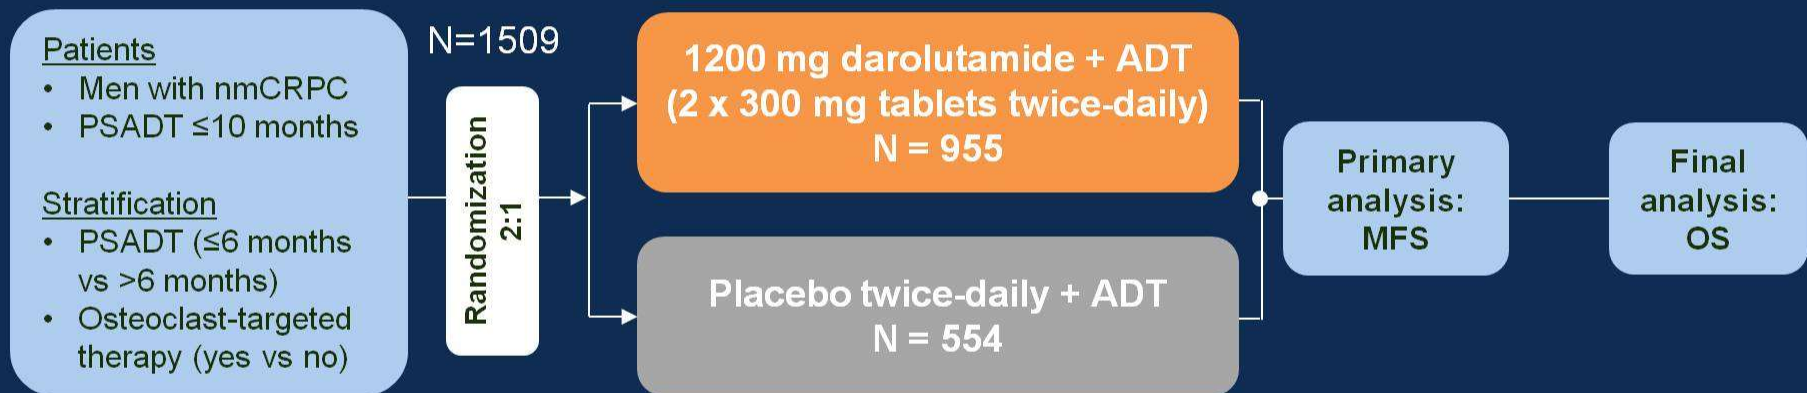 Patients
• Men with nmCRPC
• PSADT ≤10 months
Stratification
• PSADT (≤6 months
vs >6 months)
• Osteoclast-targeted
therapy (yes vs no)
N=1509
Randomization
2:1
1200 mg darolutamide + ADT
(2 x 300 mg tablets twice-daily)
N = 955
Placebo twice-daily + ADT
N = 554
Primary
analysis:
MFS
Final
analysis:
OS